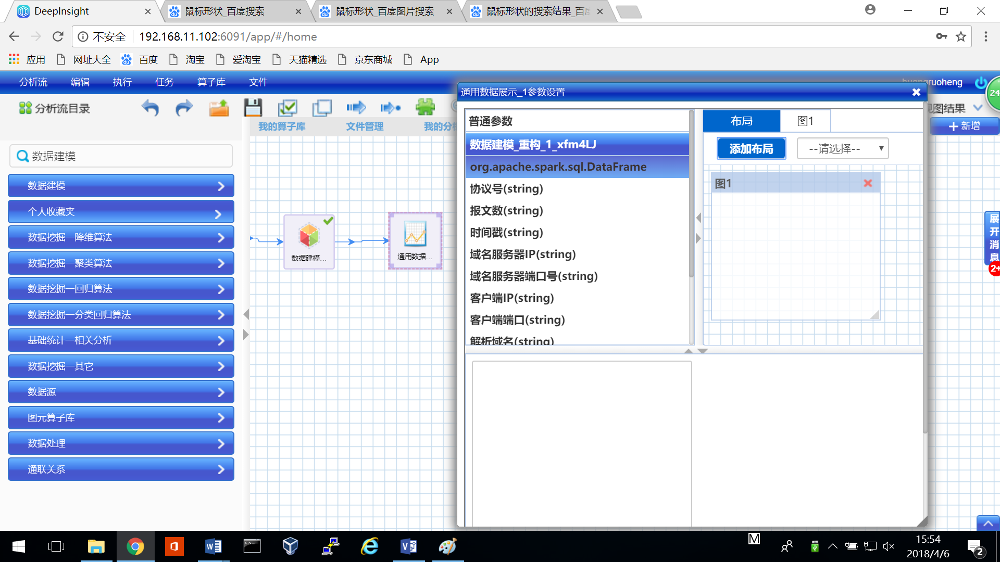 DeepInsight
鼠标形状_百度搜索
鼠标形状_百度图片搜索
鼠标形状的搜索结果_百
不安全
192.168.11.102:6091/app/#/home
应用
网址大全
百度
淘宝
爱淘宝
天猫精选
京东商城
App
分析流
编辑
执行
任务
算子库
文件
ruoheng
24
分析流目录
图结果
新增
我的算子库
文件管理
我的分
数据建模
数据建模
个人收藏夹
数据挖掘—降维算法
数据挖掘—聚类算法
数据挖掘—回归算法
数据挖掘—分类回归算法
基础统计—相关分析
数据挖掘—其它
数据源
图元算子库
数据处理
通联关系
数据建模...
通用数据...
通用数据展示_1参数设置
普通参数
数据建模_重构_1_xfm4LJ
org.apache.spark.sql.DataFrame
协议号(string)
报文数(string)
时间戳(string)
域名服务器IP(string)
域名服务器端口号(string)
客户端IP(string)
客户端端口(string)
解析域名(string)
布局
图1
添加布局
--请选择--
图1
展
开
消
息
2+
M
15:54
2018/4/6
2